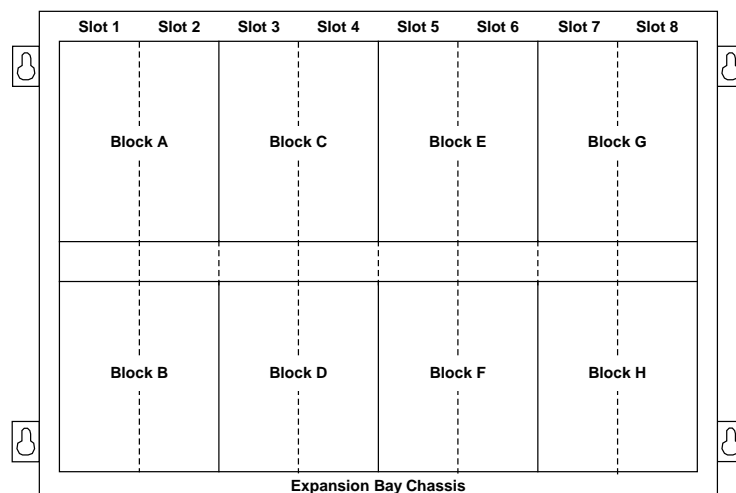 Slot 1 Slot 2 Slot 3 Slot 4 Slot 5 Slot 6 Slot 7 Slot 8
Block A Block C Block E Block G
Block B Block D Block F Block H
Expansion Bay Chassis